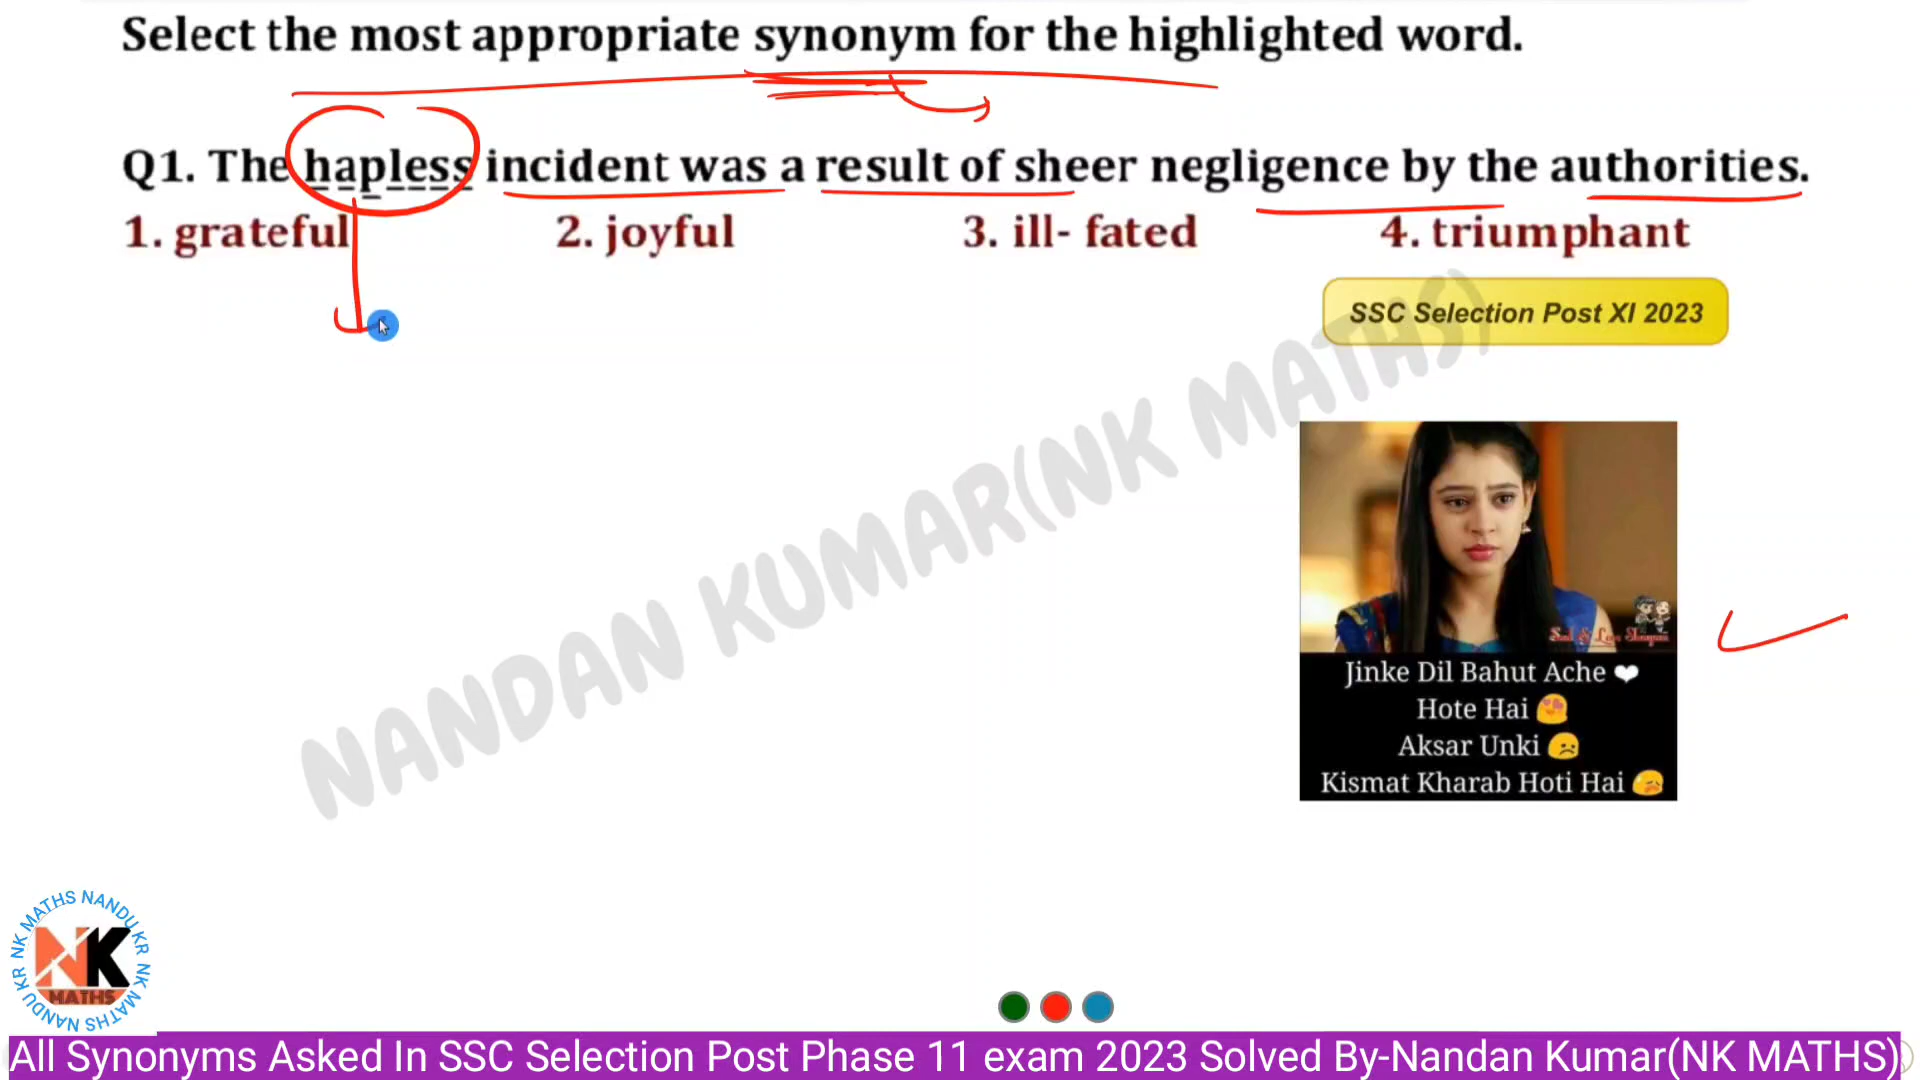 Select the most appropriate synonym for the highlighted word.
Q1. The hapless incident was a result of sheer negligence by the authorities.
1. grateful 2. joyful 3. ill- fated 4. triumphant
SSC Selection Post XI 2023
NANDAN KUMAR(NK MATHS)
Sad & Love Shayari
Jinke Dil Bahut Ache ❤
Hote Hai 😍
Aksar Unki 😞
Kismat Kharab Hoti Hai 😥
NK MATHS NANDU KR NK MATHS NANDU KR
NK
MATHS
All Synonyms Asked In SSC Selection Post Phase 11 exam 2023 Solved By-Nandan Kumar(NK MATHS)